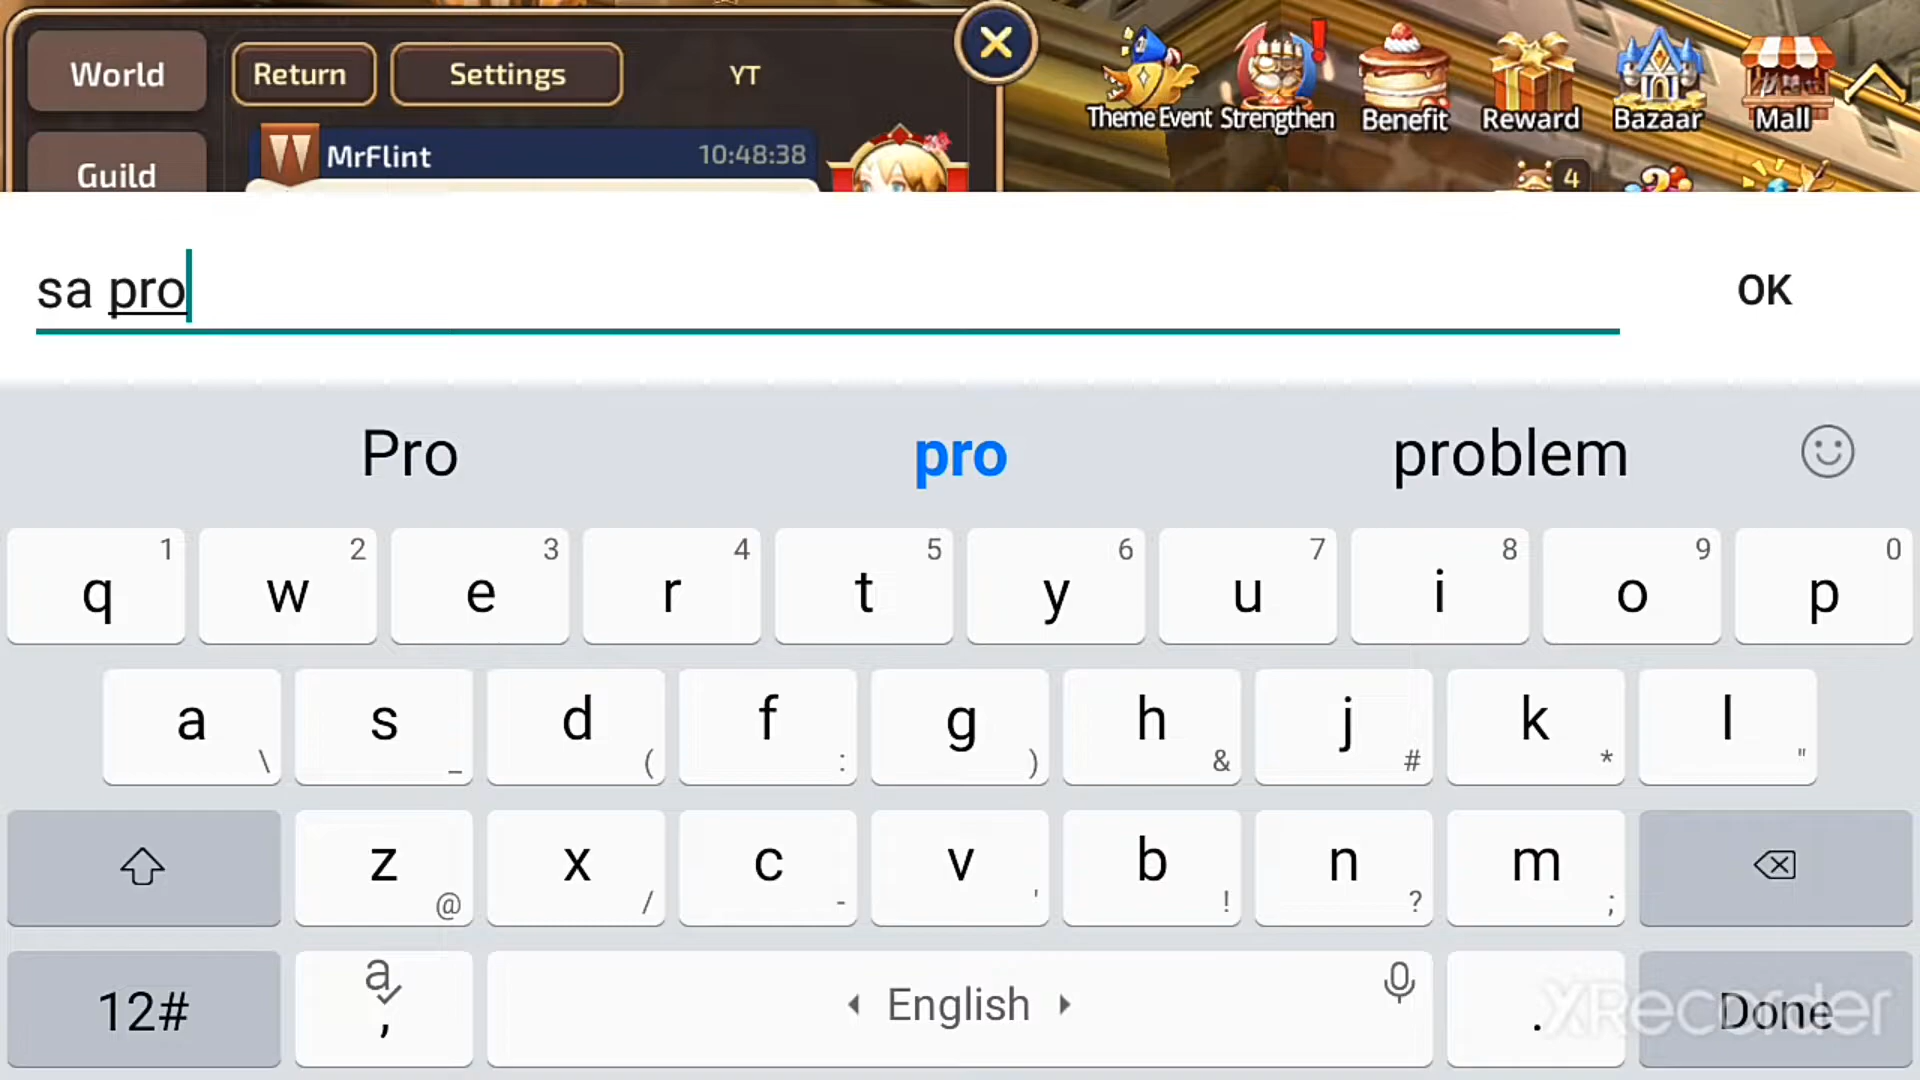 World Return Settings YT
Theme Event Strengthen Benefit Reward Bazaar Mall
Guild MrFlint 10:48:38
4
sa pro OK
Pro pro problem
1 2 3 4 5 6 7 8 9 0
q w e r t y u i o p
a s d f g h j k l
\ _ ( : ) & # * "
z x c v b n m
@ / - ' ! ? ;
12# a , English . Done
XRecorder